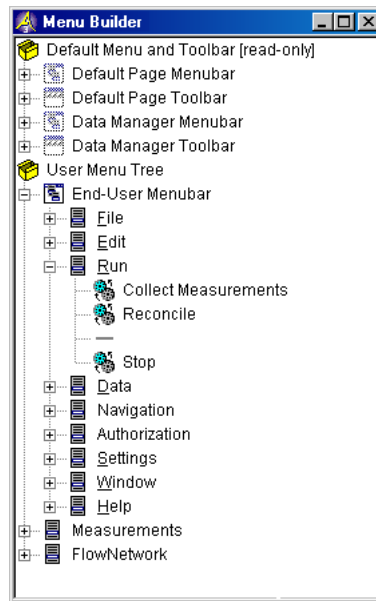 Menu Builder
Default Menu and Toolbar [read-only]
Default Page Menubar
Default Page Toolbar
Data Manager Menubar
Data Manager Toolbar
User Menu Tree
End-User Menubar
File
Edit
Run
Collect Measurements
Reconcile
Stop
Data
Navigation
Authorization
Settings
Window
Help
Measurements
FlowNetwork